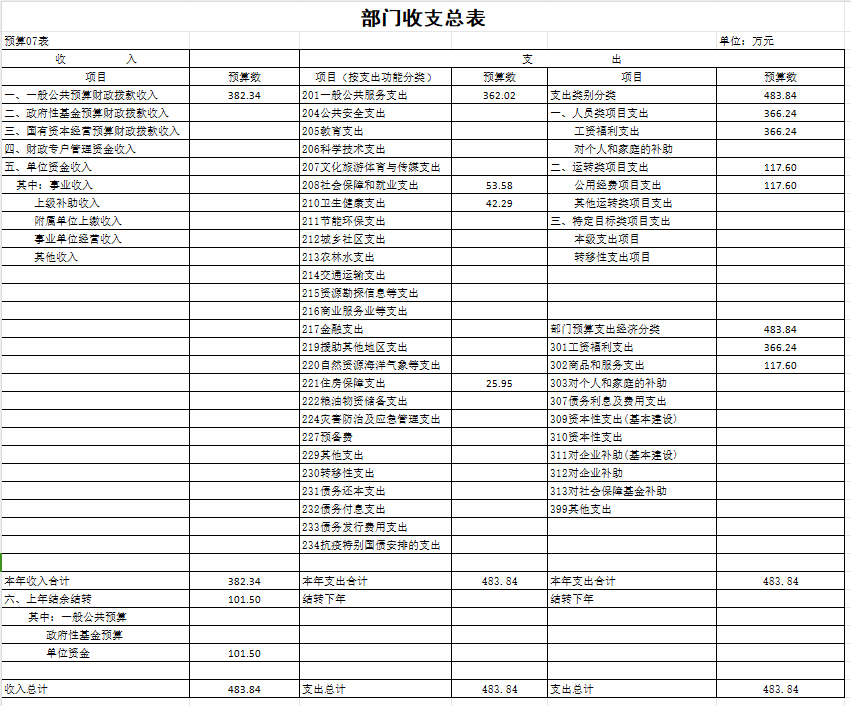 部门收支总表
预算07表 单位：万元
收 入 支 出
项目 预算数 项目（按支出功能分类） 预算数 项目 预算数
一、一般公共预算财政拨款收入 382.34 201一般公共服务支出 362.02 支出类别分类 483.84
二、政府性基金预算财政拨款收入 204公共安全支出 一、人员类项目支出 366.24
三、国有资本经营预算财政拨款收入 205教育支出 工资福利支出 366.24
四、财政专户管理资金收入 206科学技术支出 对个人和家庭的补助
五、单位资金收入 207文化旅游体育与传媒支出 二、运转类项目支出 117.60
其中：事业收入 208社会保障和就业支出 53.58 公用经费项目支出 117.60
上级补助收入 210卫生健康支出 42.29 其他运转类项目支出
附属单位上缴收入 211节能环保支出 三、特定目标类项目支出
事业单位经营收入 212城乡社区支出 本级支出项目
其他收入 213农林水支出 转移性支出项目
214交通运输支出
215资源勘探信息等支出
216商业服务业等支出
217金融支出 部门预算支出经济分类 483.84
219援助其他地区支出 301工资福利支出 366.24
220自然资源海洋气象等支出 302商品和服务支出 117.60
221住房保障支出 25.95 303对个人和家庭的补助
222粮油物资储备支出 307债务利息及费用支出
224灾害防治及应急管理支出 309资本性支出(基本建设)
227预备费 310资本性支出
229其他支出 311对企业补助(基本建设)
230转移性支出 312对企业补助
231债务还本支出 313对社会保障基金补助
232债务付息支出 399其他支出
233债务发行费用支出
234抗疫特别国债安排的支出
本年收入合计 382.34 本年支出合计 483.84 本年支出合计 483.84
六、上年结余结转 101.50 结转下年 结转下年
其中：一般公共预算
政府性基金预算
单位资金 101.50
收入总计 483.84 支出总计 483.84 支出总计 483.84